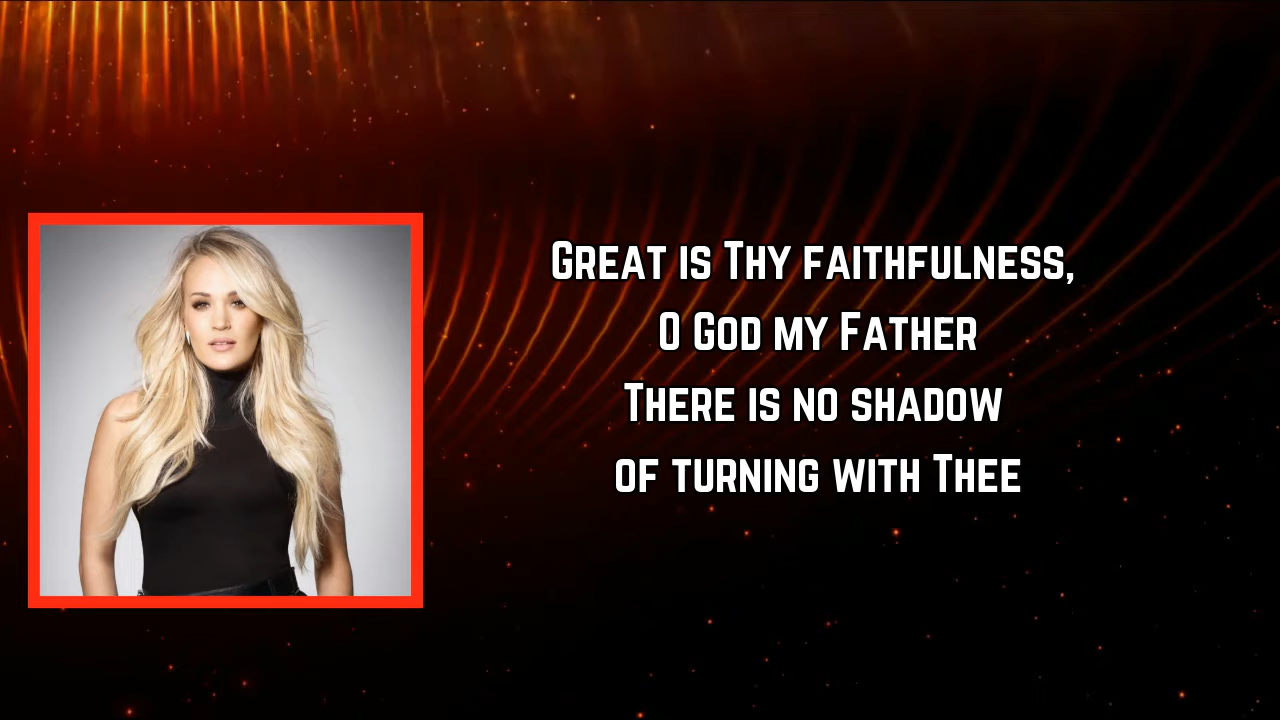 Great is Thy faithfulness,
O God my Father
There is no shadow
of turning with Thee